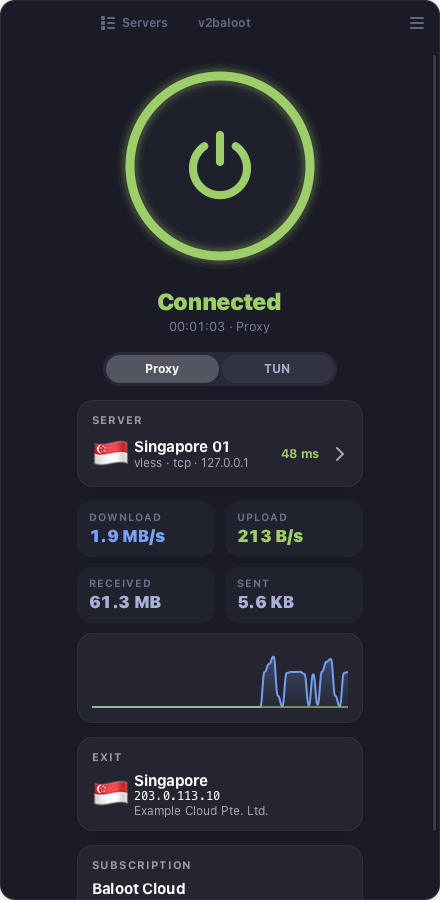 Servers
v2baloot
Connected
00:01:03 · Proxy
Proxy
TUN
SERVER
Singapore 01
vless · tcp · 127.0.0.1
48 ms
DOWNLOAD
1.9 MB/s
UPLOAD
213 B/s
RECEIVED
61.3 MB
SENT
5.6 KB
EXIT
Singapore
203.0.113.10
Example Cloud Pte. Ltd.
SUBSCRIPTION
Baloot Cloud